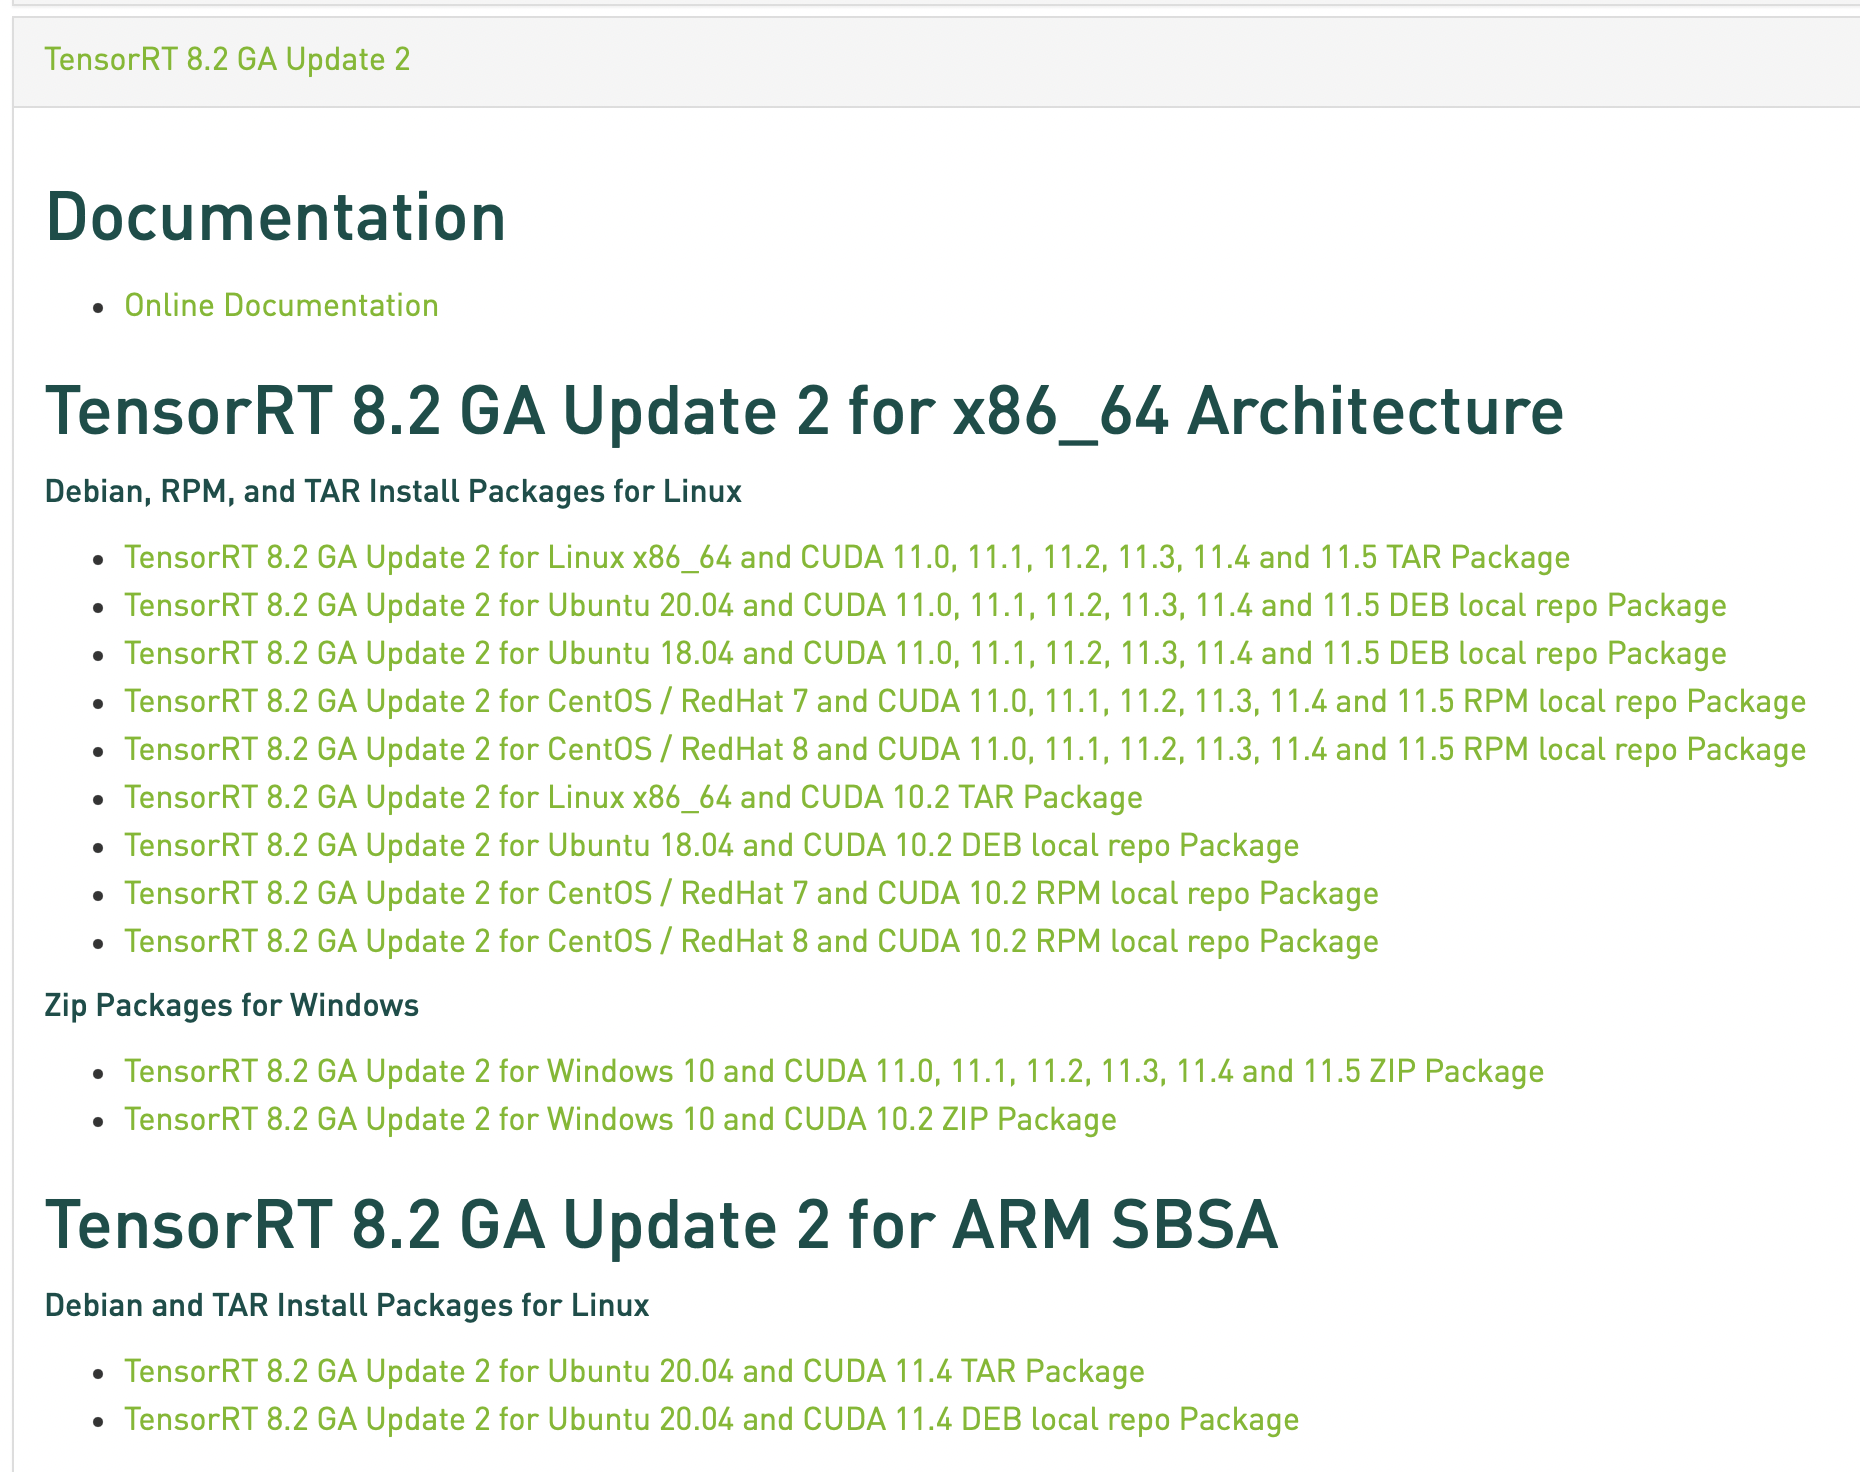 TensorRT 8.2 GA Update 2
Documentation
Online Documentation
TensorRT 8.2 GA Update 2 for x86_64 Architecture
Debian, RPM, and TAR Install Packages for Linux
TensorRT 8.2 GA Update 2 for Linux x86_64 and CUDA 11.0, 11.1, 11.2, 11.3, 11.4 and 11.5 TAR Package
TensorRT 8.2 GA Update 2 for Ubuntu 20.04 and CUDA 11.0, 11.1, 11.2, 11.3, 11.4 and 11.5 DEB local repo Package
TensorRT 8.2 GA Update 2 for Ubuntu 18.04 and CUDA 11.0, 11.1, 11.2, 11.3, 11.4 and 11.5 DEB local repo Package
TensorRT 8.2 GA Update 2 for CentOS / RedHat 7 and CUDA 11.0, 11.1, 11.2, 11.3, 11.4 and 11.5 RPM local repo Package
TensorRT 8.2 GA Update 2 for CentOS / RedHat 8 and CUDA 11.0, 11.1, 11.2, 11.3, 11.4 and 11.5 RPM local repo Package
TensorRT 8.2 GA Update 2 for Linux x86_64 and CUDA 10.2 TAR Package
TensorRT 8.2 GA Update 2 for Ubuntu 18.04 and CUDA 10.2 DEB local repo Package
TensorRT 8.2 GA Update 2 for CentOS / RedHat 7 and CUDA 10.2 RPM local repo Package
TensorRT 8.2 GA Update 2 for CentOS / RedHat 8 and CUDA 10.2 RPM local repo Package
Zip Packages for Windows
TensorRT 8.2 GA Update 2 for Windows 10 and CUDA 11.0, 11.1, 11.2, 11.3, 11.4 and 11.5 ZIP Package
TensorRT 8.2 GA Update 2 for Windows 10 and CUDA 10.2 ZIP Package
TensorRT 8.2 GA Update 2 for ARM SBSA
Debian and TAR Install Packages for Linux
TensorRT 8.2 GA Update 2 for Ubuntu 20.04 and CUDA 11.4 TAR Package
TensorRT 8.2 GA Update 2 for Ubuntu 20.04 and CUDA 11.4 DEB local repo Package